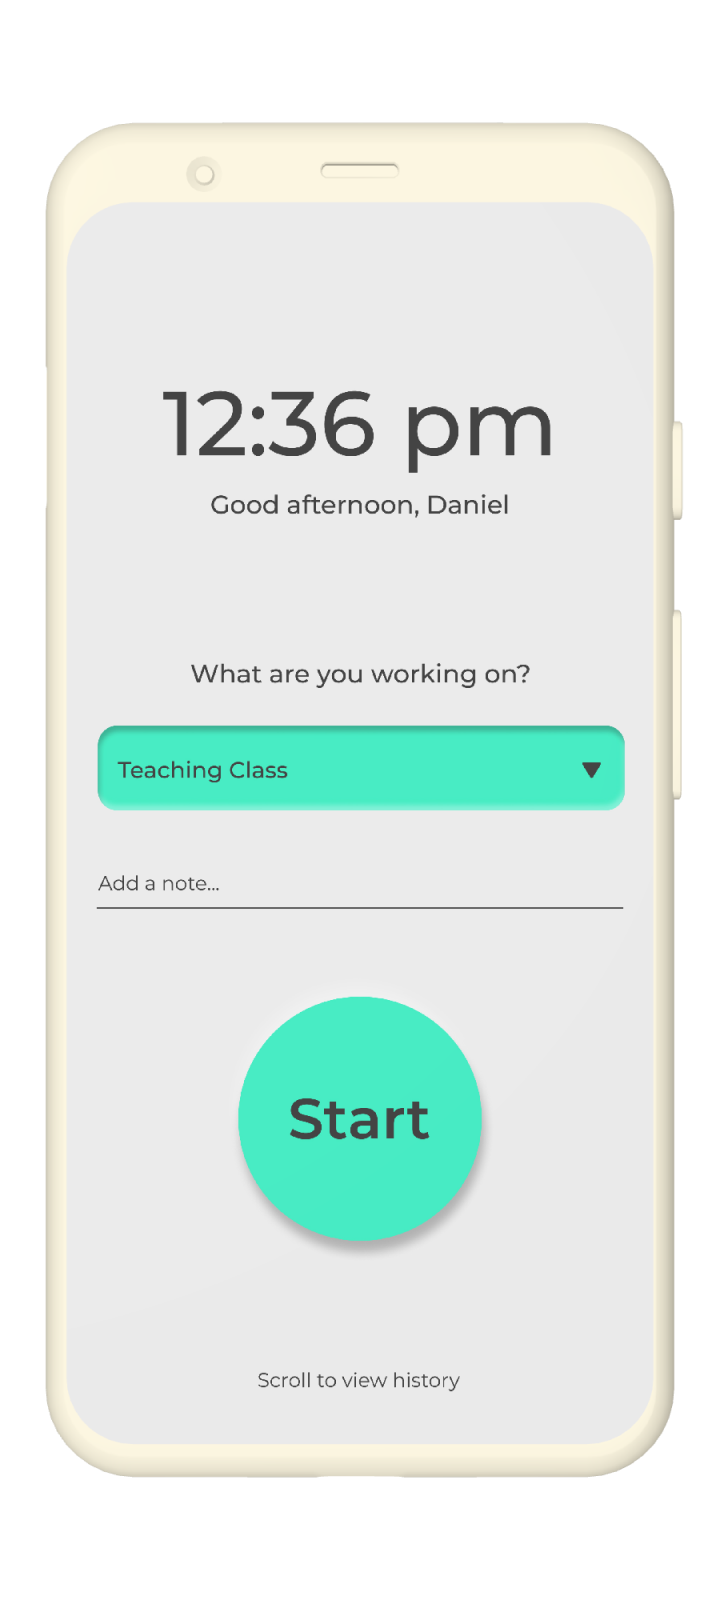 12:36 pm
Good afternoon, Daniel
What are you working on?
Teaching Class
Add a note...
Start
Scroll to view history